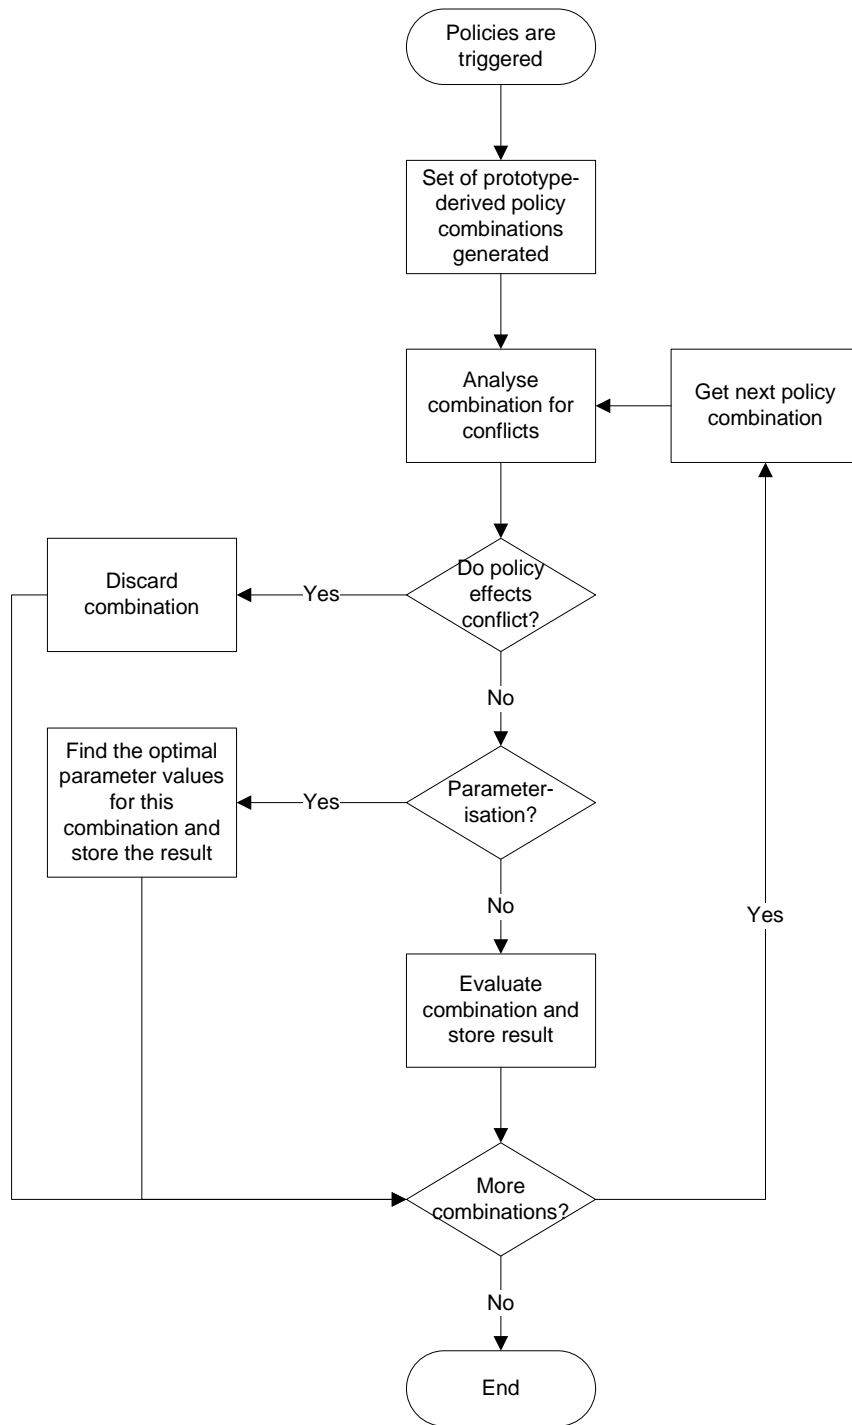 Policies are
triggered
Set of prototype-
derived policy
combinations
generated
Analyse
combination for
conflicts
Get next policy
combination
Do policy
effects
conflict?
Yes
Discard
combination
No
Parameter-
isation?
Yes
Find the optimal
parameter values
for this
combination and
store the result
No
Yes
Evaluate
combination and
store result
More
combinations?
No
End